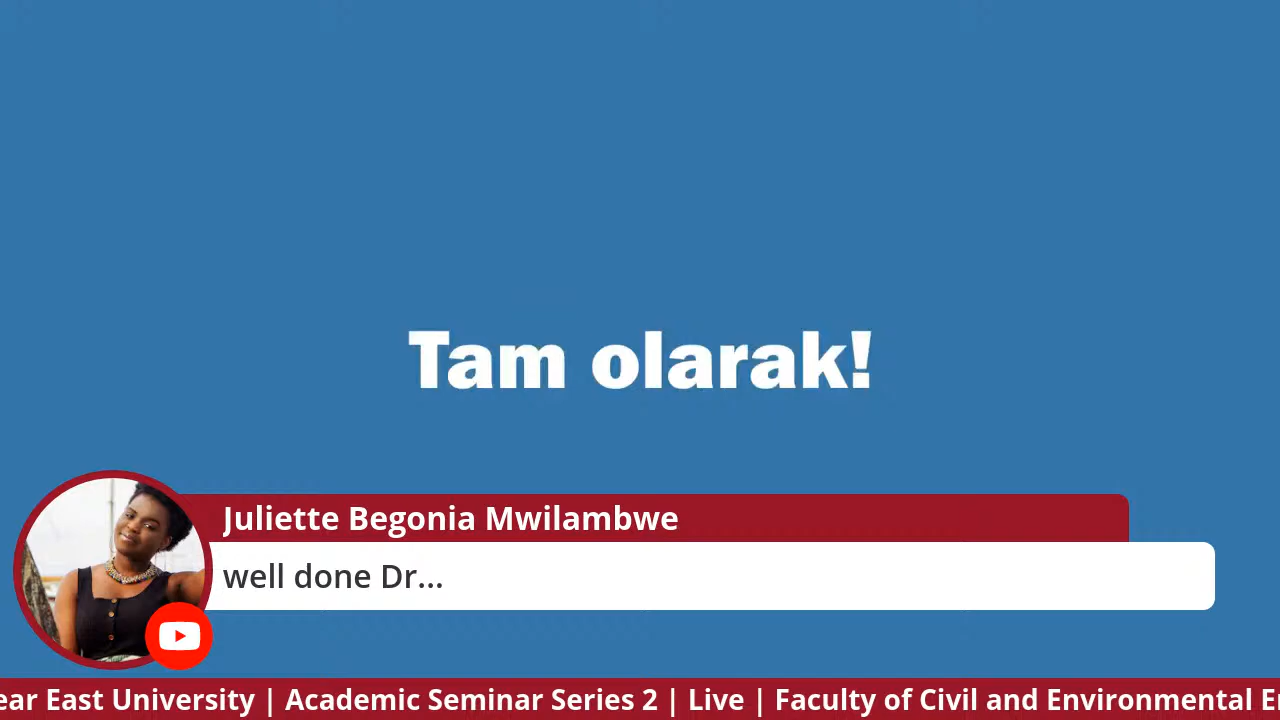 Tam olarak!
Juliette Begonia Mwilambwe
well done Dr...
ear East University | Academic Seminar Series 2 | Live | Faculty of Civil and Environmental E